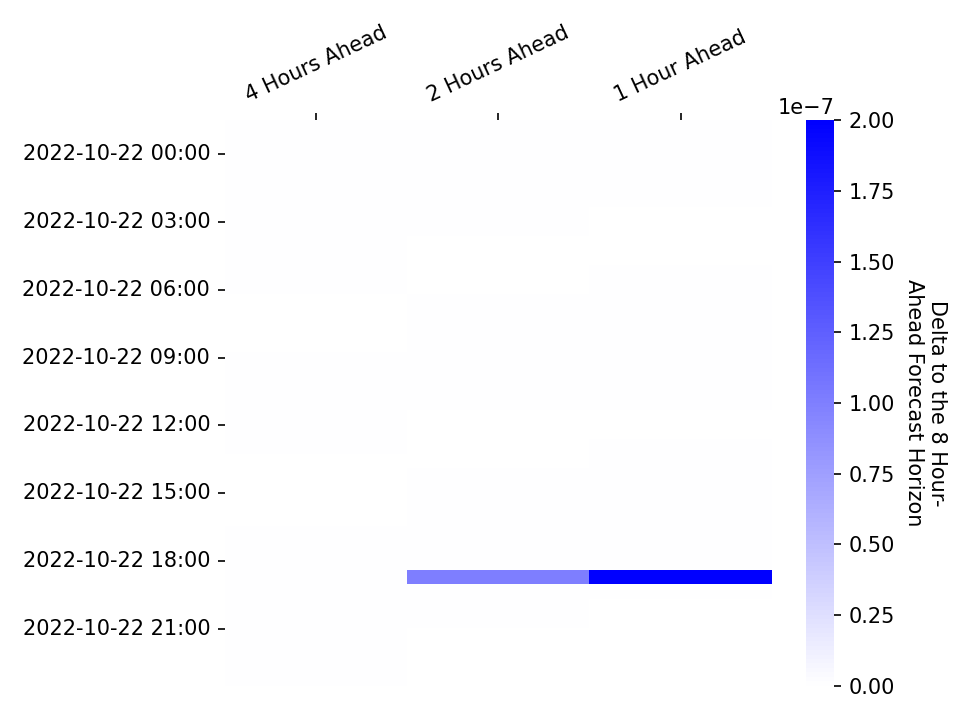 4 Hours Ahead
2 Hours Ahead
1 Hour Ahead
1e−7
2022-10-22 00:00
2022-10-22 03:00
2022-10-22 06:00
2022-10-22 09:00
2022-10-22 12:00
2022-10-22 15:00
2022-10-22 18:00
2022-10-22 21:00
2.00
1.75
1.50
1.25
1.00
0.75
0.50
0.25
0.00
Delta to the 8 Hour-
Ahead Forecast Horizon